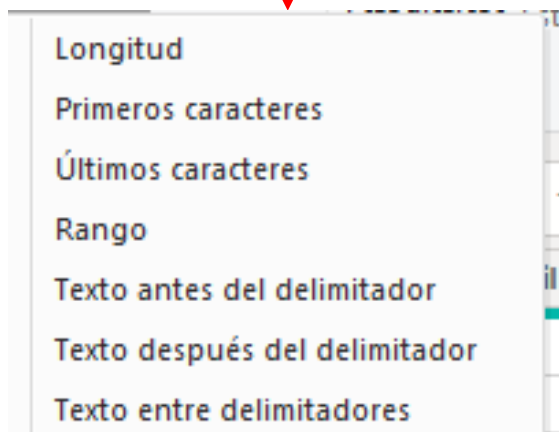 Longitud
Primeros caracteres
Últimos caracteres
Rango
Texto antes del delimitador
Texto después del delimitador
Texto entre delimitadores